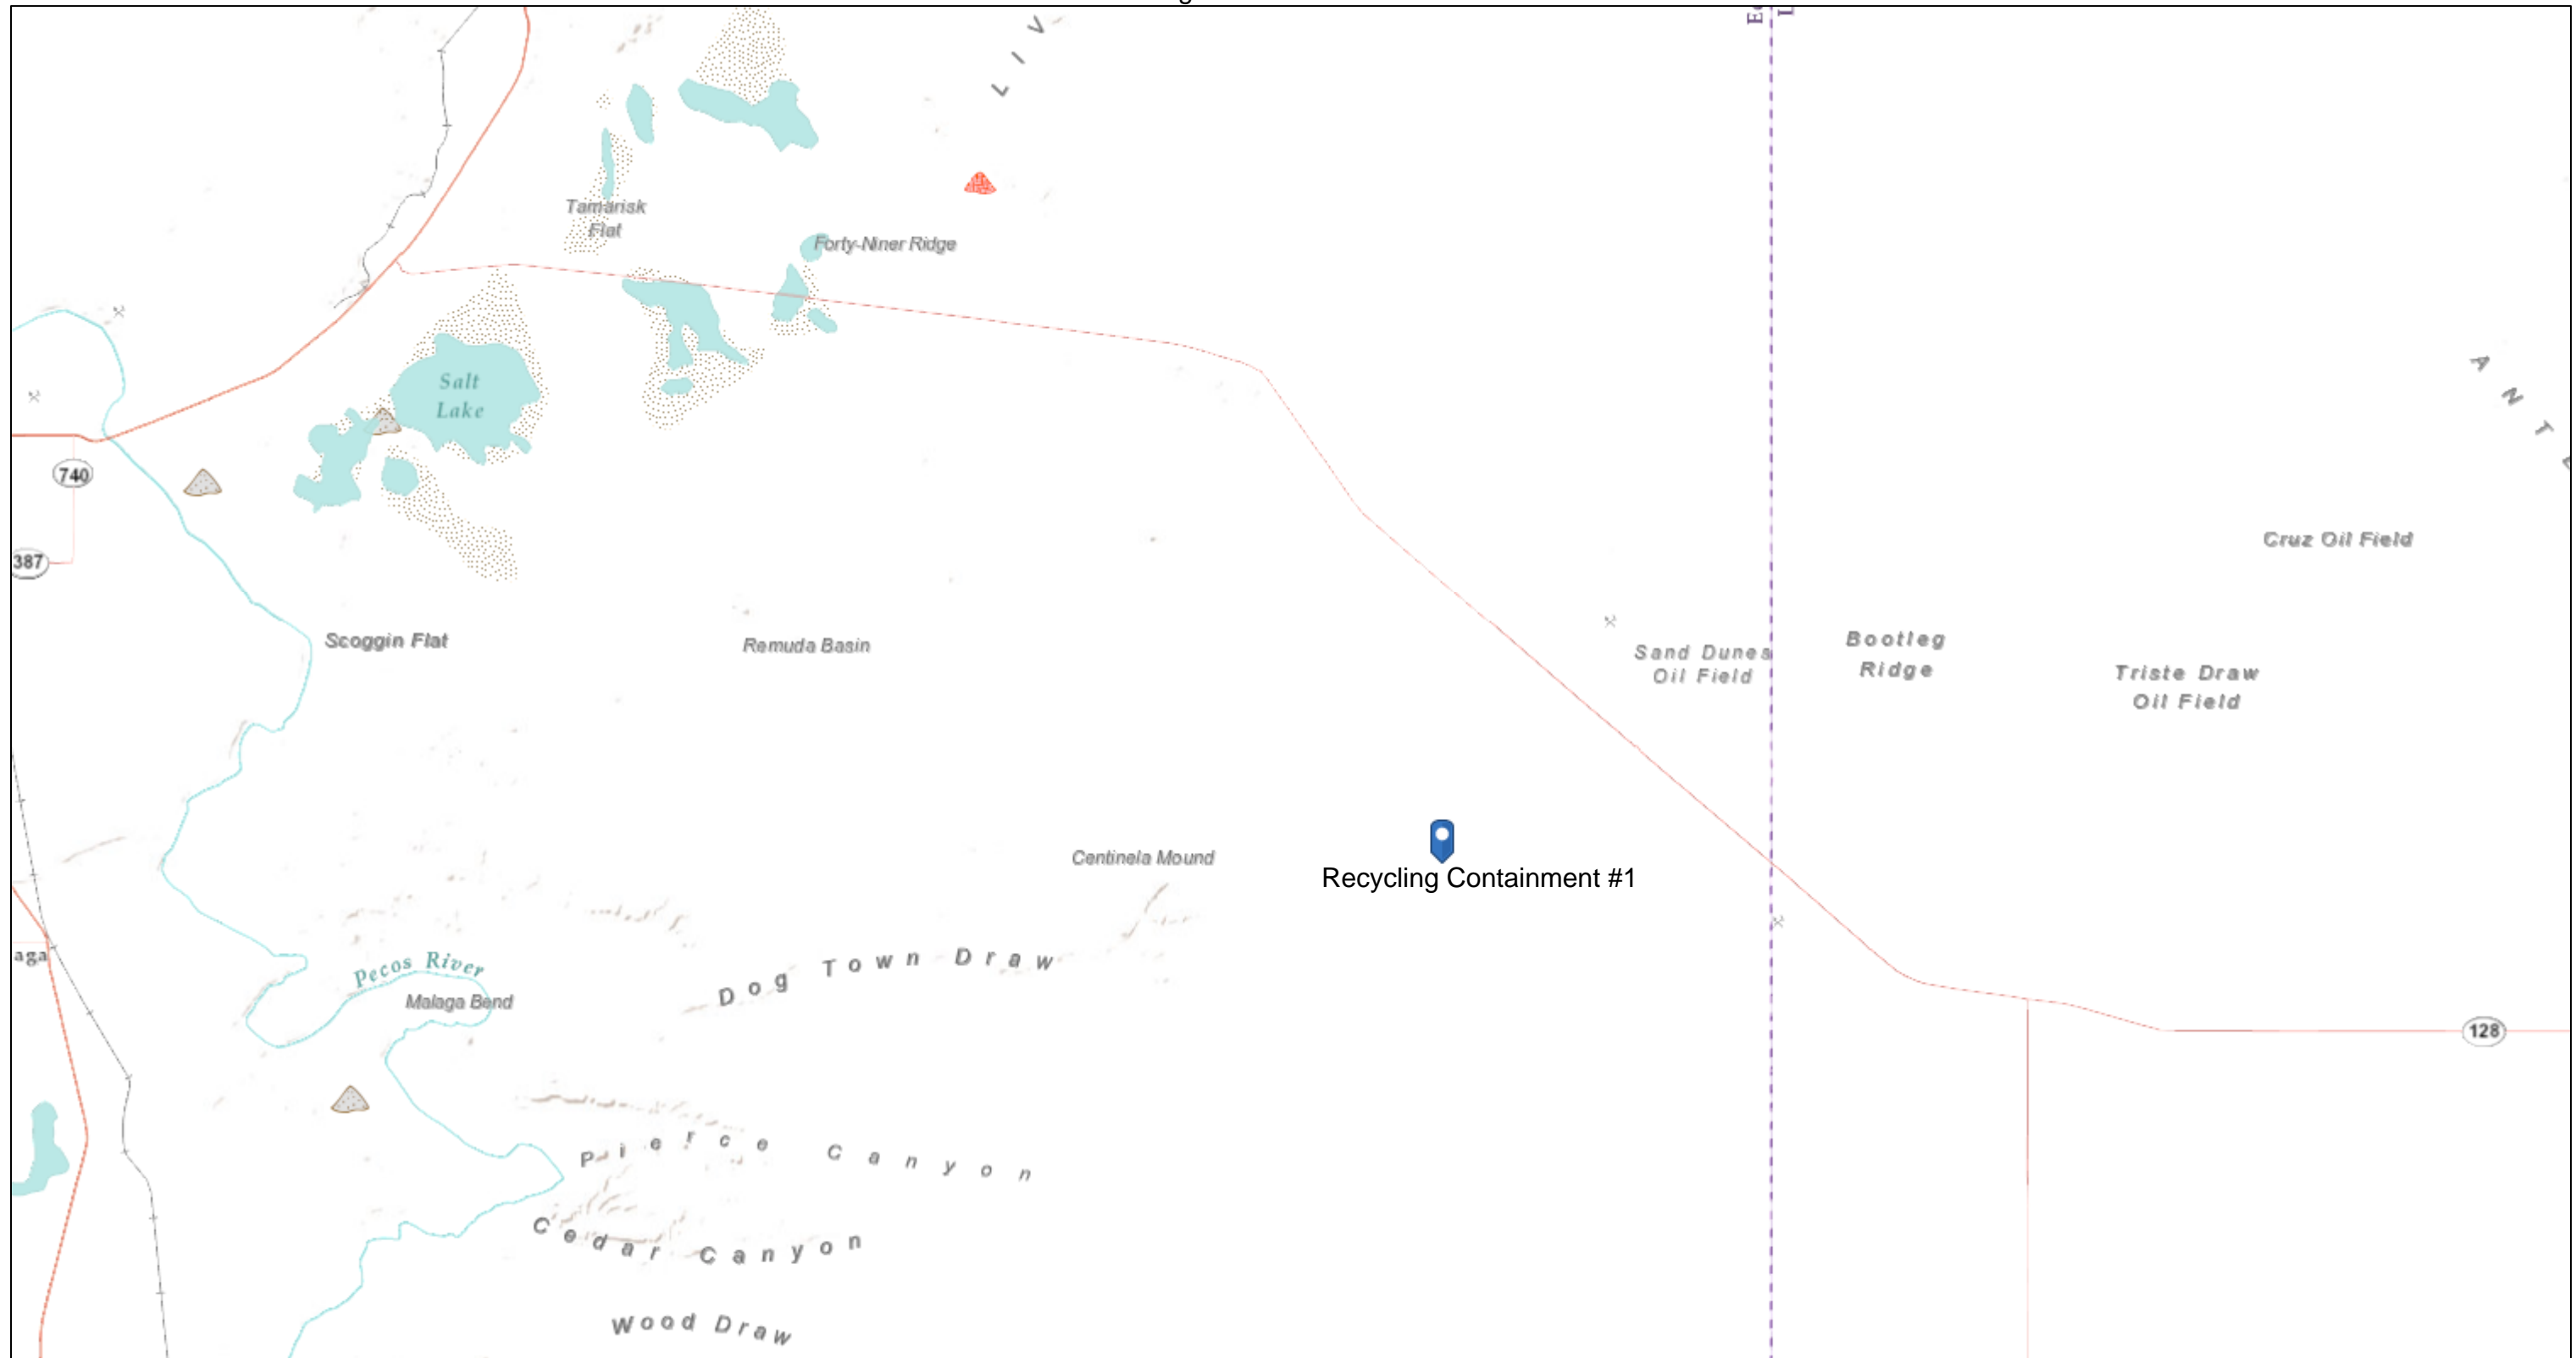 L I V
Tamarisk
Flat
Forty-Niner Ridge
Salt
Lake
740
387
A N T
Cruz Oil Field
Scoggin Flat
Remuda Basin
Sand Dunes
Oil Field
Bootleg
Ridge
Triste Draw
Oil Field
Centinela Mound
Recycling Containment #1
aga
Pecos River
Malaga Bend
Dog Town Draw
128
Pierce Canyon
Cedar Canyon
Wood Draw